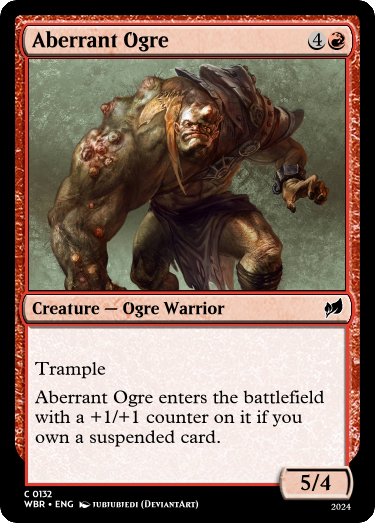 Aberrant Ogre 4
Creature — Ogre Warrior
Trample
Aberrant Ogre enters the battlefield
with a +1/+1 counter on it if you
own a suspended card.
5/4
C 0132
WBR • ENG jubjubjedi (DeviantArt)
2024